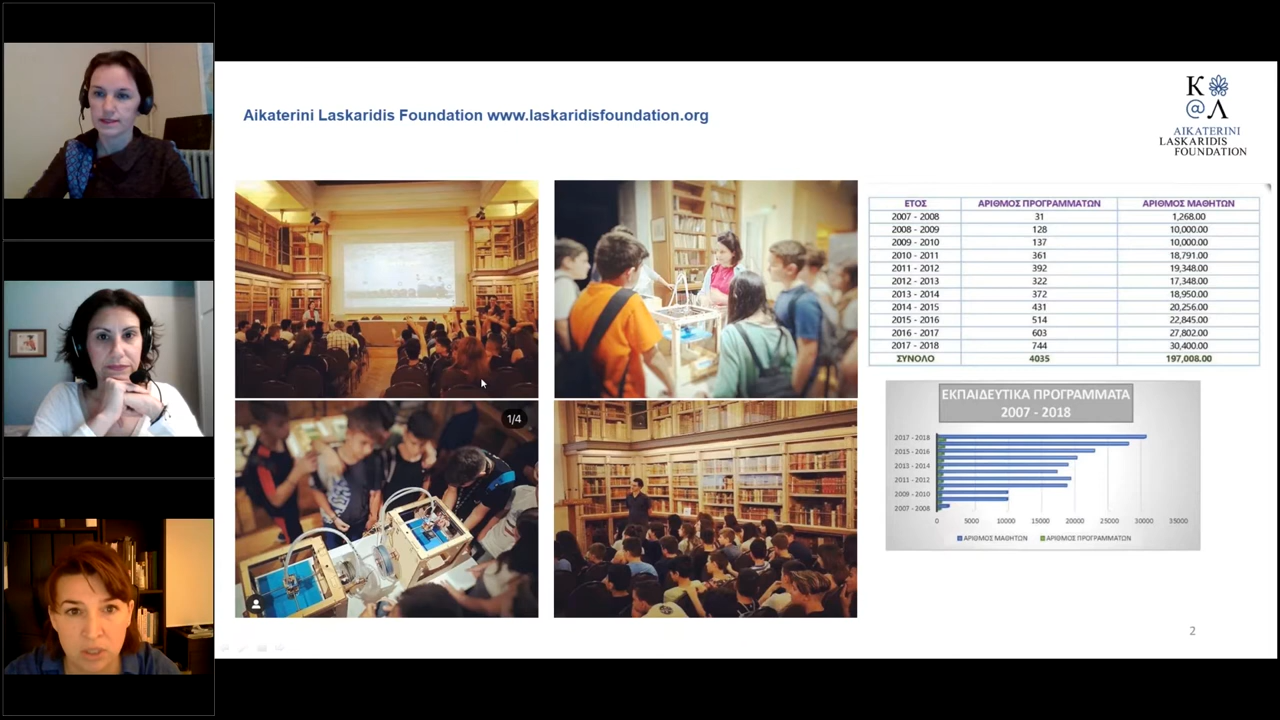 Aikaterini Laskaridis Foundation www.laskaridisfoundation.org
Κ
@ Λ
AIKATERINI
LASKARIDIS
FOUNDATION
ΕΤΟΣ ΑΡΙΘΜΟΣ ΠΡΟΓΡΑΜΜΑΤΩΝ ΑΡΙΘΜΟΣ ΜΑΘΗΤΩΝ
2007 - 2008 31 1,268.00
2008 - 2009 128 10,000.00
2009 - 2010 137 10,000.00
2010 - 2011 361 18,791.00
2011 - 2012 392 19,348.00
2012 - 2013 322 17,348.00
2013 - 2014 372 18,950.00
2014 - 2015 431 20,256.00
2015 - 2016 514 22,845.00
2016 - 2017 603 27,802.00
2017 - 2018 744 30,400.00
ΣΥΝΟΛΟ 4035 197,008.00
1/4
ΕΚΠΑΙΔΕΥΤΙΚΑ ΠΡΟΓΡΑΜΜΑΤΑ
2007 - 2018
2017 - 2018
2015 - 2016
2013 - 2014
2011 - 2012
2009 - 2010
2007 - 2008
0 5000 10000 15000 20000 25000 30000 35000
ΑΡΙΘΜΟΣ ΜΑΘΗΤΩΝ ΑΡΙΘΜΟΣ ΠΡΟΓΡΑΜΜΑΤΩΝ
2